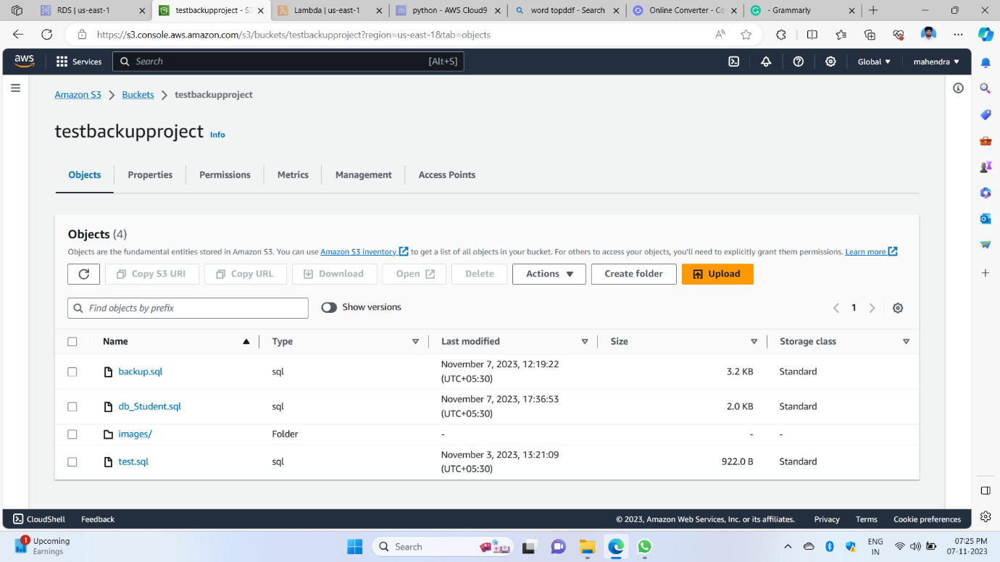 RDS | us-east-1
testbackupproject - S3
Lambda | us-east-1
python - AWS Cloud9
word topddf - Search
Online Converter - Co
- Grammarly
https://s3.console.aws.amazon.com/s3/buckets/testbackupproject?region=us-east-1&tab=objects
aws
Services
Search
[Alt+S]
Global
mahendra
Amazon S3
Buckets
testbackupproject
testbackupproject Info
Objects
Properties
Permissions
Metrics
Management
Access Points
Objects (4)
Objects are the fundamental entities stored in Amazon S3. You can use Amazon S3 inventory to get a list of all objects in your bucket. For others to access your objects, you'll need to explicitly grant them permissions. Learn more
Copy S3 URI
Copy URL
Download
Open
Delete
Actions
Create folder
Upload
Find objects by prefix
Show versions
1
Name
Type
Last modified
Size
Storage class
backup.sql
sql
November 7, 2023, 12:19:22
(UTC+05:30)
3.2 KB
Standard
db_Student.sql
sql
November 7, 2023, 17:36:53
(UTC+05:30)
2.0 KB
Standard
images/
Folder
-
-
-
test.sql
sql
November 3, 2023, 13:21:09
(UTC+05:30)
922.0 B
Standard
CloudShell
Feedback
© 2023, Amazon Web Services, Inc. or its affiliates.
Privacy
Terms
Cookie preferences
1
Upcoming
Earnings
Search
ENG
IN
07:25 PM
07-11-2023